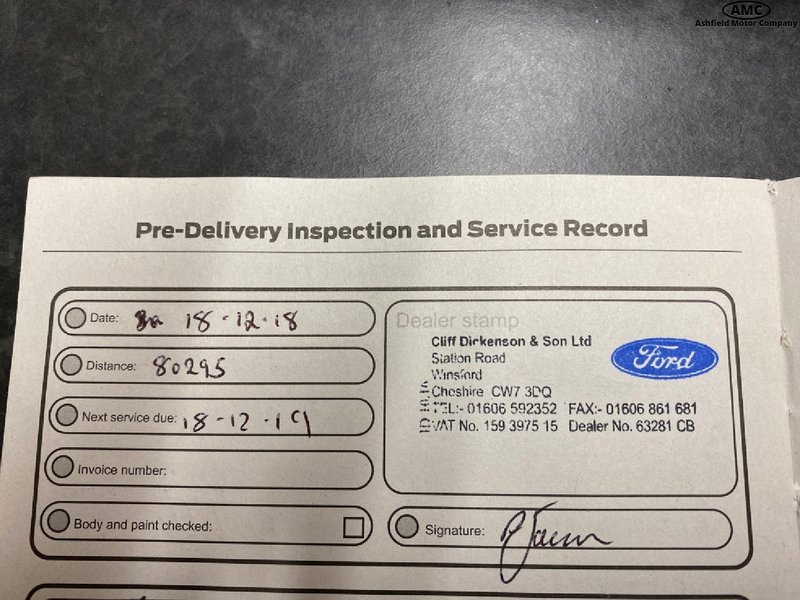 AMC
Ashfield Motor Company
Pre-Delivery Inspection and Service Record
Date: 18-12-18
Distance: 80295
Next service due: 18-12-19
Invoice number:
Body and paint checked:
Dealer stamp
Cliff Dickenson & Son Ltd
Station Road
Winsford
Cheshire CW7 3DQ
TEL:- 01606 592352 FAX:- 01606 861 681
VAT No. 159 3975 15 Dealer No. 63281 CB
Ford
Signature: